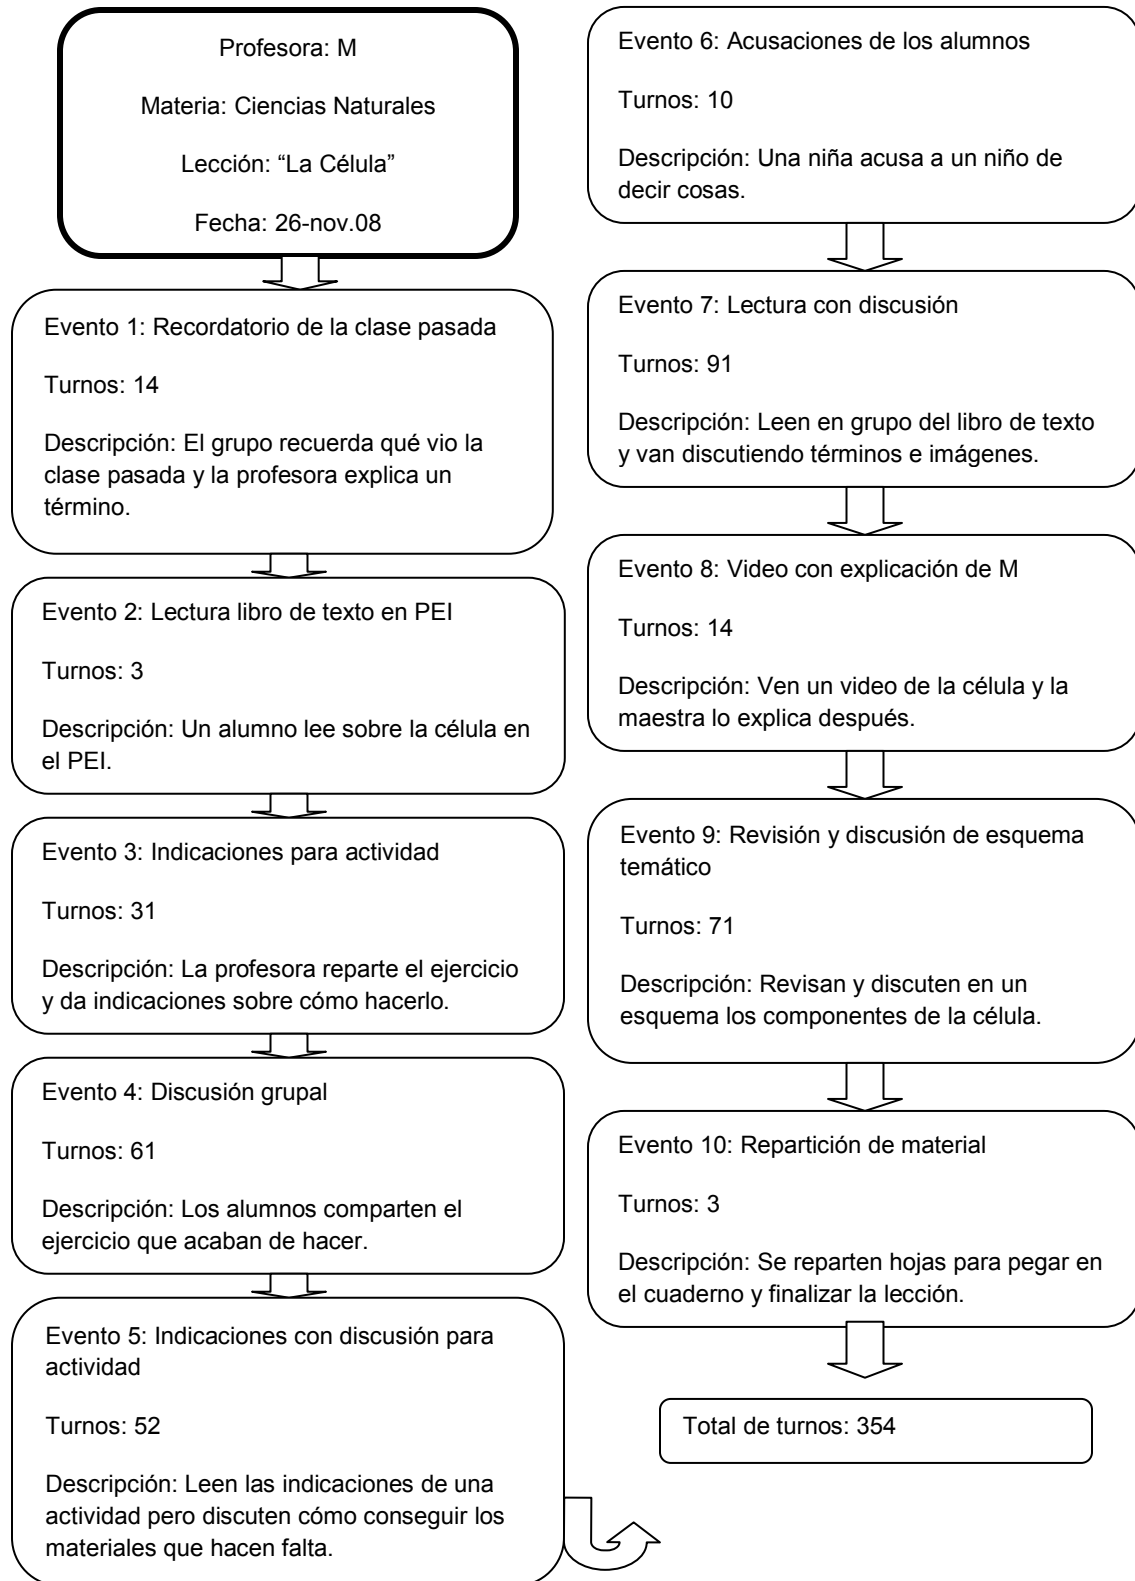 Profesora: M
Materia: Ciencias Naturales
Lección: “La Célula”
Fecha: 26-nov.08
Evento 1: Recordatorio de la clase pasada
Turnos: 14
Descripción: El grupo recuerda qué vio la
clase pasada y la profesora explica un
término.
Evento 2: Lectura libro de texto en PEI
Turnos: 3
Descripción: Un alumno lee sobre la célula en
el PEI.
Evento 3: Indicaciones para actividad
Turnos: 31
Descripción: La profesora reparte el ejercicio
y da indicaciones sobre cómo hacerlo.
Evento 4: Discusión grupal
Turnos: 61
Descripción: Los alumnos comparten el
ejercicio que acaban de hacer.
Evento 5: Indicaciones con discusión para
actividad
Turnos: 52
Descripción: Leen las indicaciones de una
actividad pero discuten cómo conseguir los
materiales que hacen falta.
Evento 6: Acusaciones de los alumnos
Turnos: 10
Descripción: Una niña acusa a un niño de
decir cosas.
Evento 7: Lectura con discusión
Turnos: 91
Descripción: Leen en grupo del libro de texto
y van discutiendo términos e imágenes.
Evento 8: Video con explicación de M
Turnos: 14
Descripción: Ven un video de la célula y la
maestra lo explica después.
Evento 9: Revisión y discusión de esquema
temático
Turnos: 71
Descripción: Revisan y discuten en un
esquema los componentes de la célula.
Evento 10: Repartición de material
Turnos: 3
Descripción: Se reparten hojas para pegar en
el cuaderno y finalizar la lección.
Total de turnos: 354